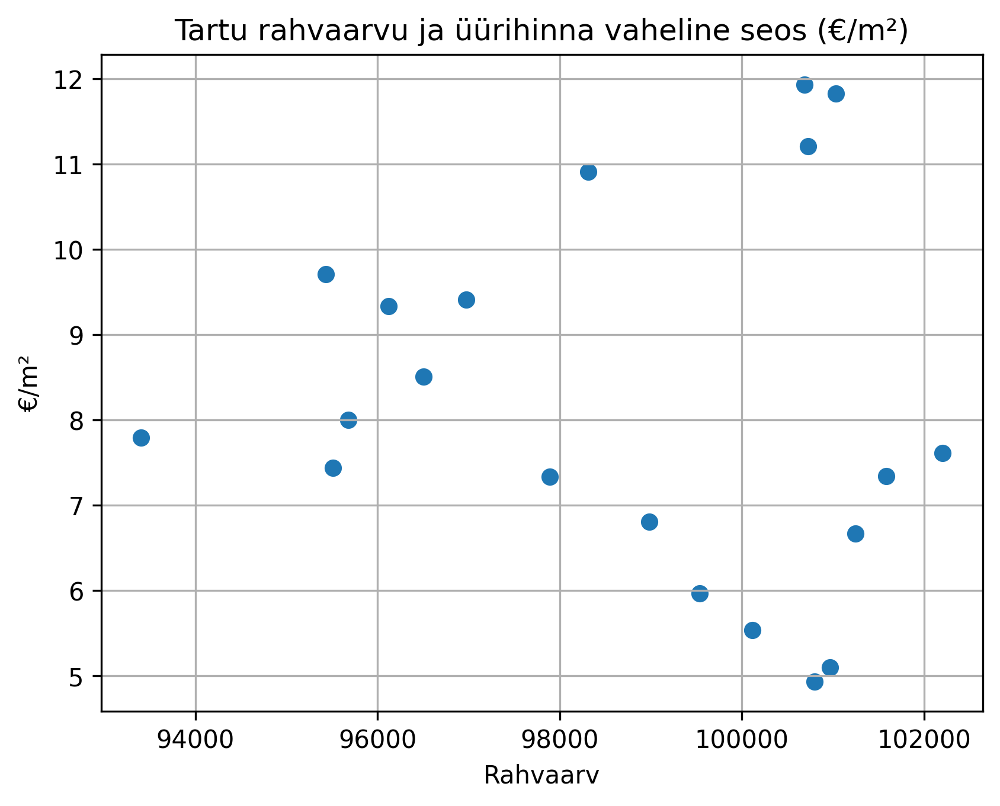 Tartu rahvaarvu ja üürihinna vaheline seos (€/m²)
12
11
10
9
8
7
6
5
€/m²
94000 96000 98000 100000 102000
Rahvaarv